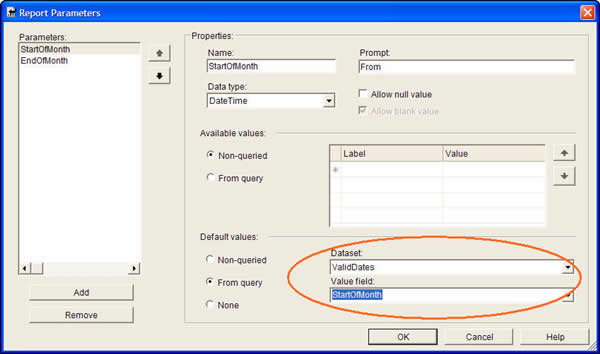 Report Parameters
Parameters:
StartOfMonth
EndOfMonth
Add
Remove
Properties:
Name:
StartOfMonth
Prompt:
From
Data type:
DateTime
Allow null value
Allow blank value
Available values:
Non-queried
From query
Label Value
Default values:
Non-queried
From query
None
Dataset:
ValidDates
Value field:
StartOfMonth
OK Cancel Help